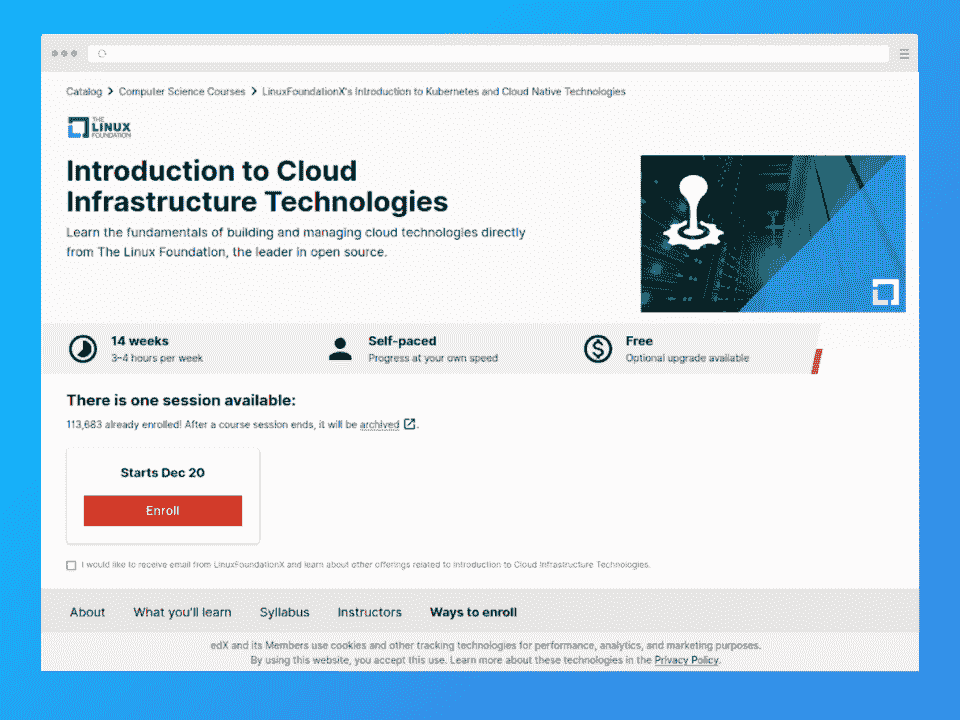 Catalog > Computer Science Courses > LinuxFoundationX's Introduction to Kubernetes and Cloud Native Technologies
THE
LINUX
FOUNDATION
Introduction to Cloud
Infrastructure Technologies
Learn the fundamentals of building and managing cloud technologies directly
from The Linux Foundation, the leader in open source.
14 weeks
3–4 hours per week
Self-paced
Progress at your own speed
Free
Optional upgrade available
There is one session available:
113,683 already enrolled! After a course session ends, it will be archived.
Starts Dec 20
Enroll
I would like to receive email from LinuxFoundationX and learn about other offerings related to Introduction to Cloud Infrastructure Technologies.
About What you'll learn Syllabus Instructors Ways to enroll
edX and its Members use cookies and other tracking technologies for performance, analytics, and marketing purposes.
By using this website, you accept this use. Learn more about these technologies in the Privacy Policy.